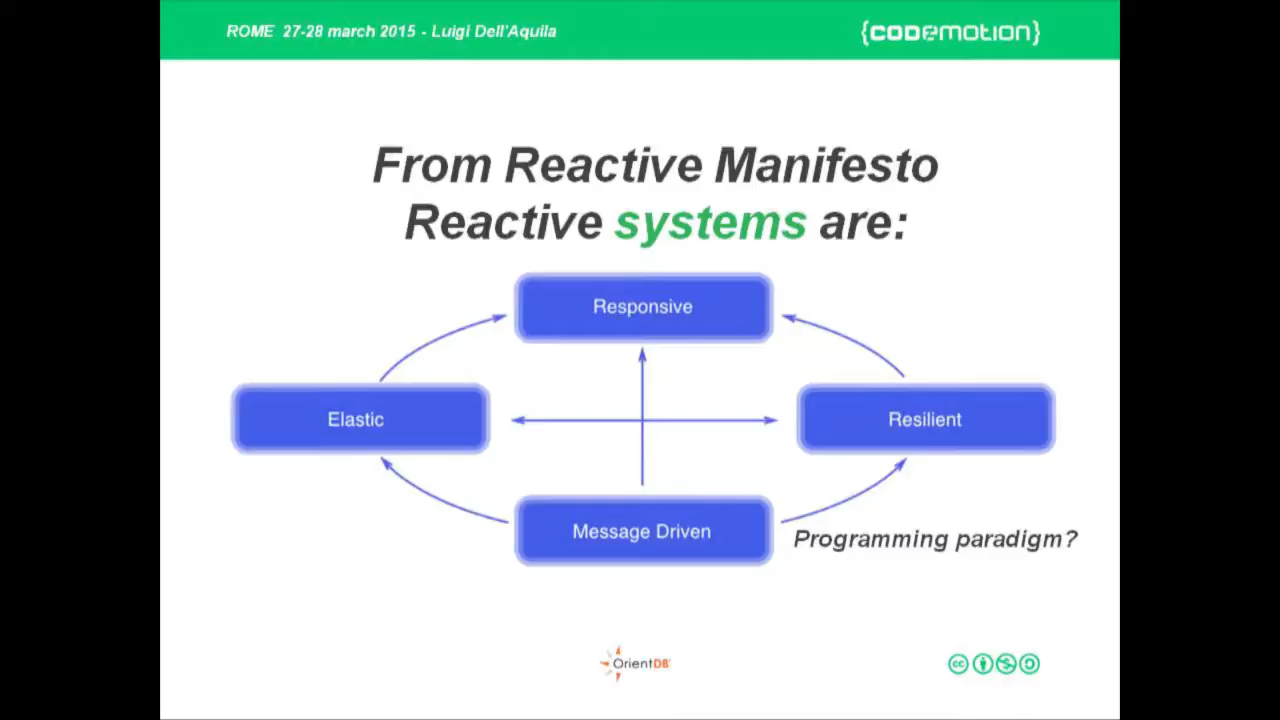 ROME 27-28 march 2015 - Luigi Dell'Aquila
{codemotion}
From Reactive Manifesto
Reactive systems are:
Responsive
Elastic
Resilient
Message Driven
Programming paradigm?
OrientDB
cc